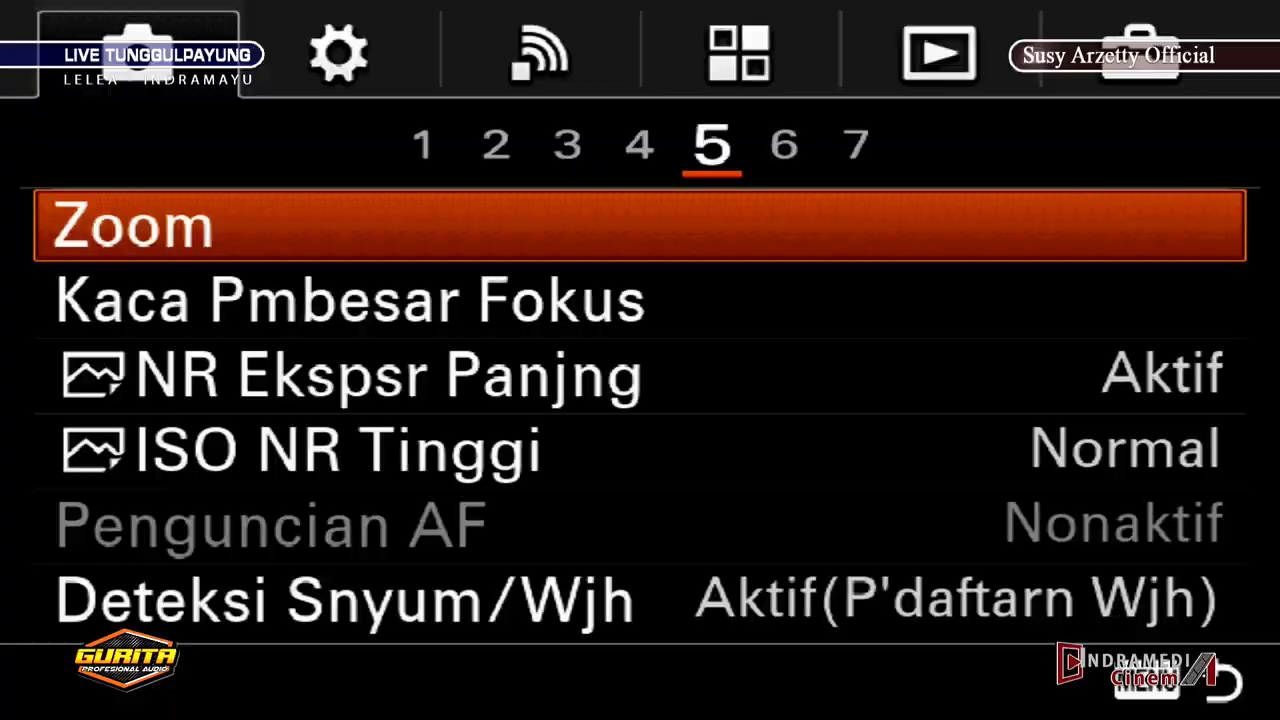 LIVE TUNGGULPAYUNG
LELEA - INDRAMAYU
Susy Arzetty Official
1 2 3 4 5 6 7
Zoom
Kaca Pmbesar Fokus
NR Ekspsr Panjng Aktif
ISO NR Tinggi Normal
Penguncian AF Nonaktif
Deteksi Snyum/Wjh Aktif(P'daftarn Wjh)
GURITA
PROFESIONAL AUDIO
INDRAMEDIA
Cinema
MENU